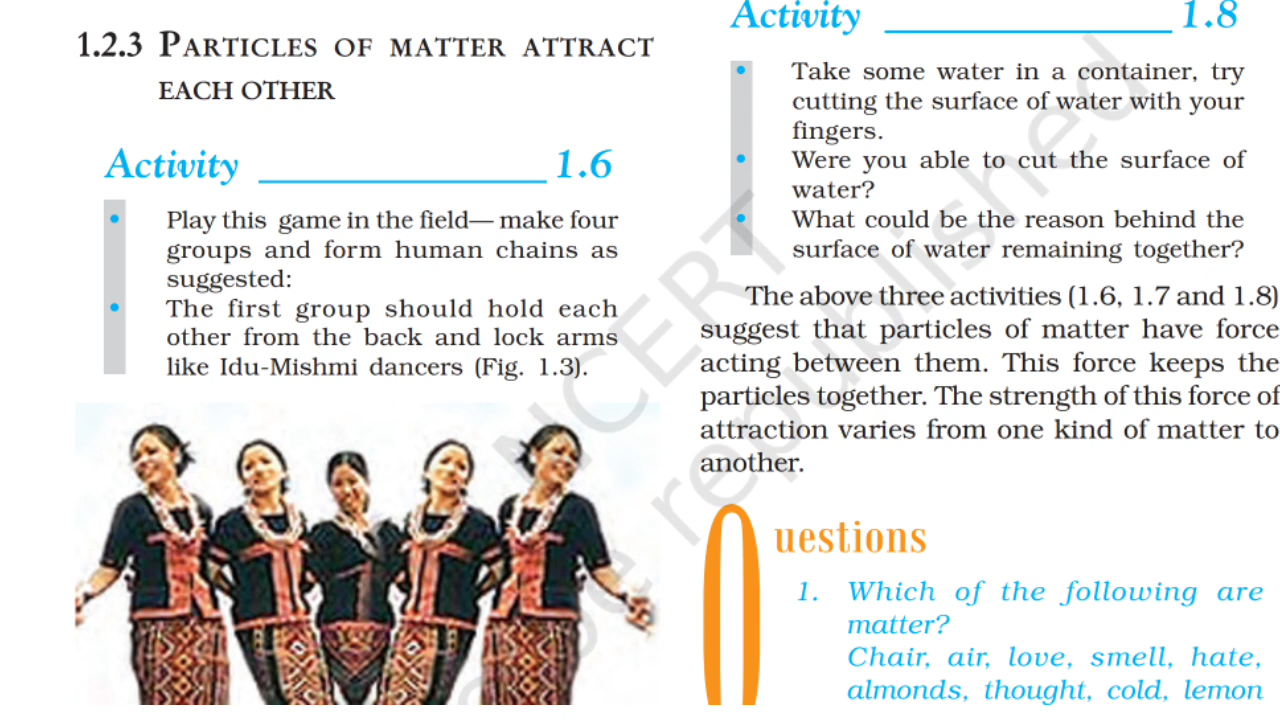 1.2.3 PARTICLES OF MATTER ATTRACT
EACH OTHER
Activity 1.6
• Play this game in the field— make four
groups and form human chains as
suggested:
• The first group should hold each
other from the back and lock arms
like Idu-Mishmi dancers (Fig. 1.3).
Activity 1.8
• Take some water in a container, try
cutting the surface of water with your
fingers.
• Were you able to cut the surface of
water?
• What could be the reason behind the
surface of water remaining together?
The above three activities (1.6, 1.7 and 1.8)
suggest that particles of matter have force
acting between them. This force keeps the
particles together. The strength of this force of
attraction varies from one kind of matter to
another.
Questions
1. Which of the following are
matter?
Chair, air, love, smell, hate,
almonds, thought, cold, lemon
NCERT
be republished